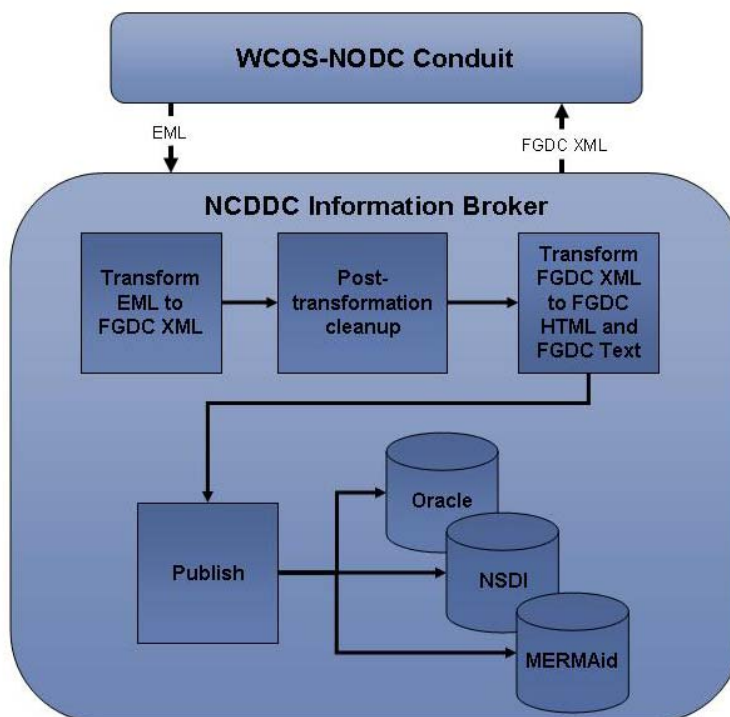 WCOS-NODC Conduit
EML
FGDC XML
NCDDC Information Broker
Transform
EML to
FGDC XML
Post-
transformation
cleanup
Transform
FGDC XML
to FGDC
HTML and
FGDC Text
Oracle
Publish
NSDI
MERMAid